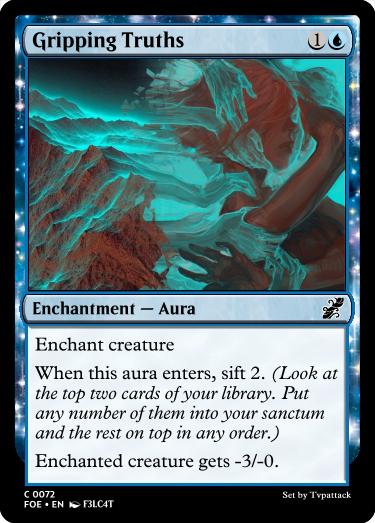 Gripping Truths 1
Enchantment — Aura
Enchant creature
When this aura enters, sift 2. (Look at
the top two cards of your library. Put
any number of them into your sanctum
and the rest on top in any order.)
Enchanted creature gets -3/-0.
C 0072
FOE • EN F3LC4T
Set by Tvpattack